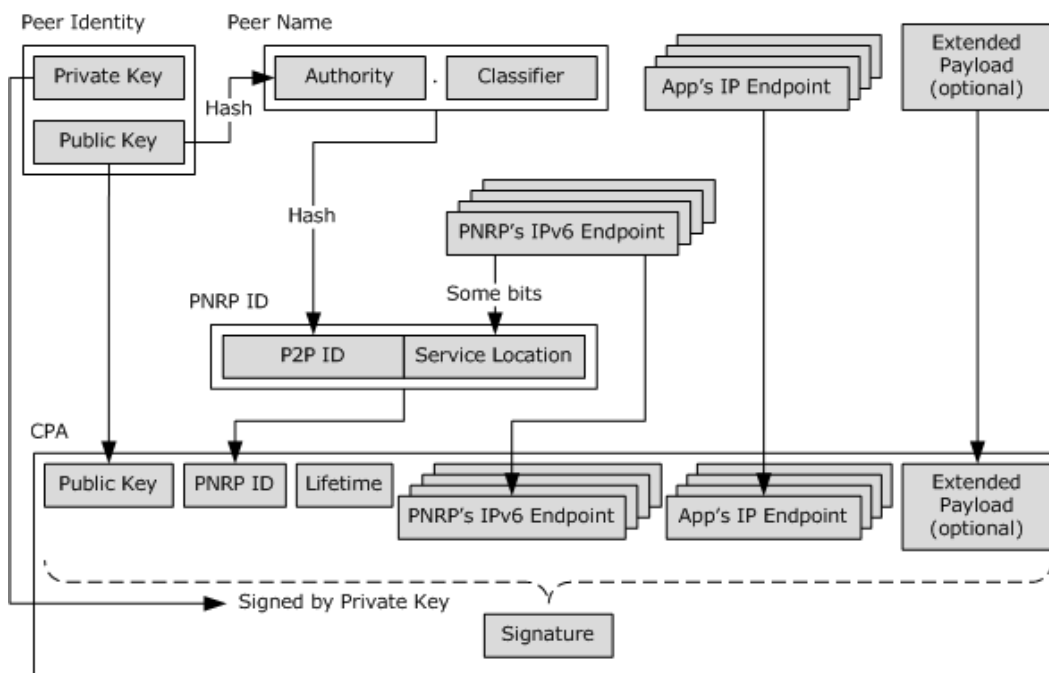 Peer Identity
Peer Name
Private Key
Authority
.
Classifier
App's IP Endpoint
Extended
Payload
(optional)
Hash
Public Key
Hash
PNRP's IPv6 Endpoint
Some bits
PNRP ID
P2P ID
Service Location
CPA
Public Key
PNRP ID
Lifetime
PNRP's IPv6 Endpoint
App's IP Endpoint
Extended
Payload
(optional)
Signed by Private Key
Signature